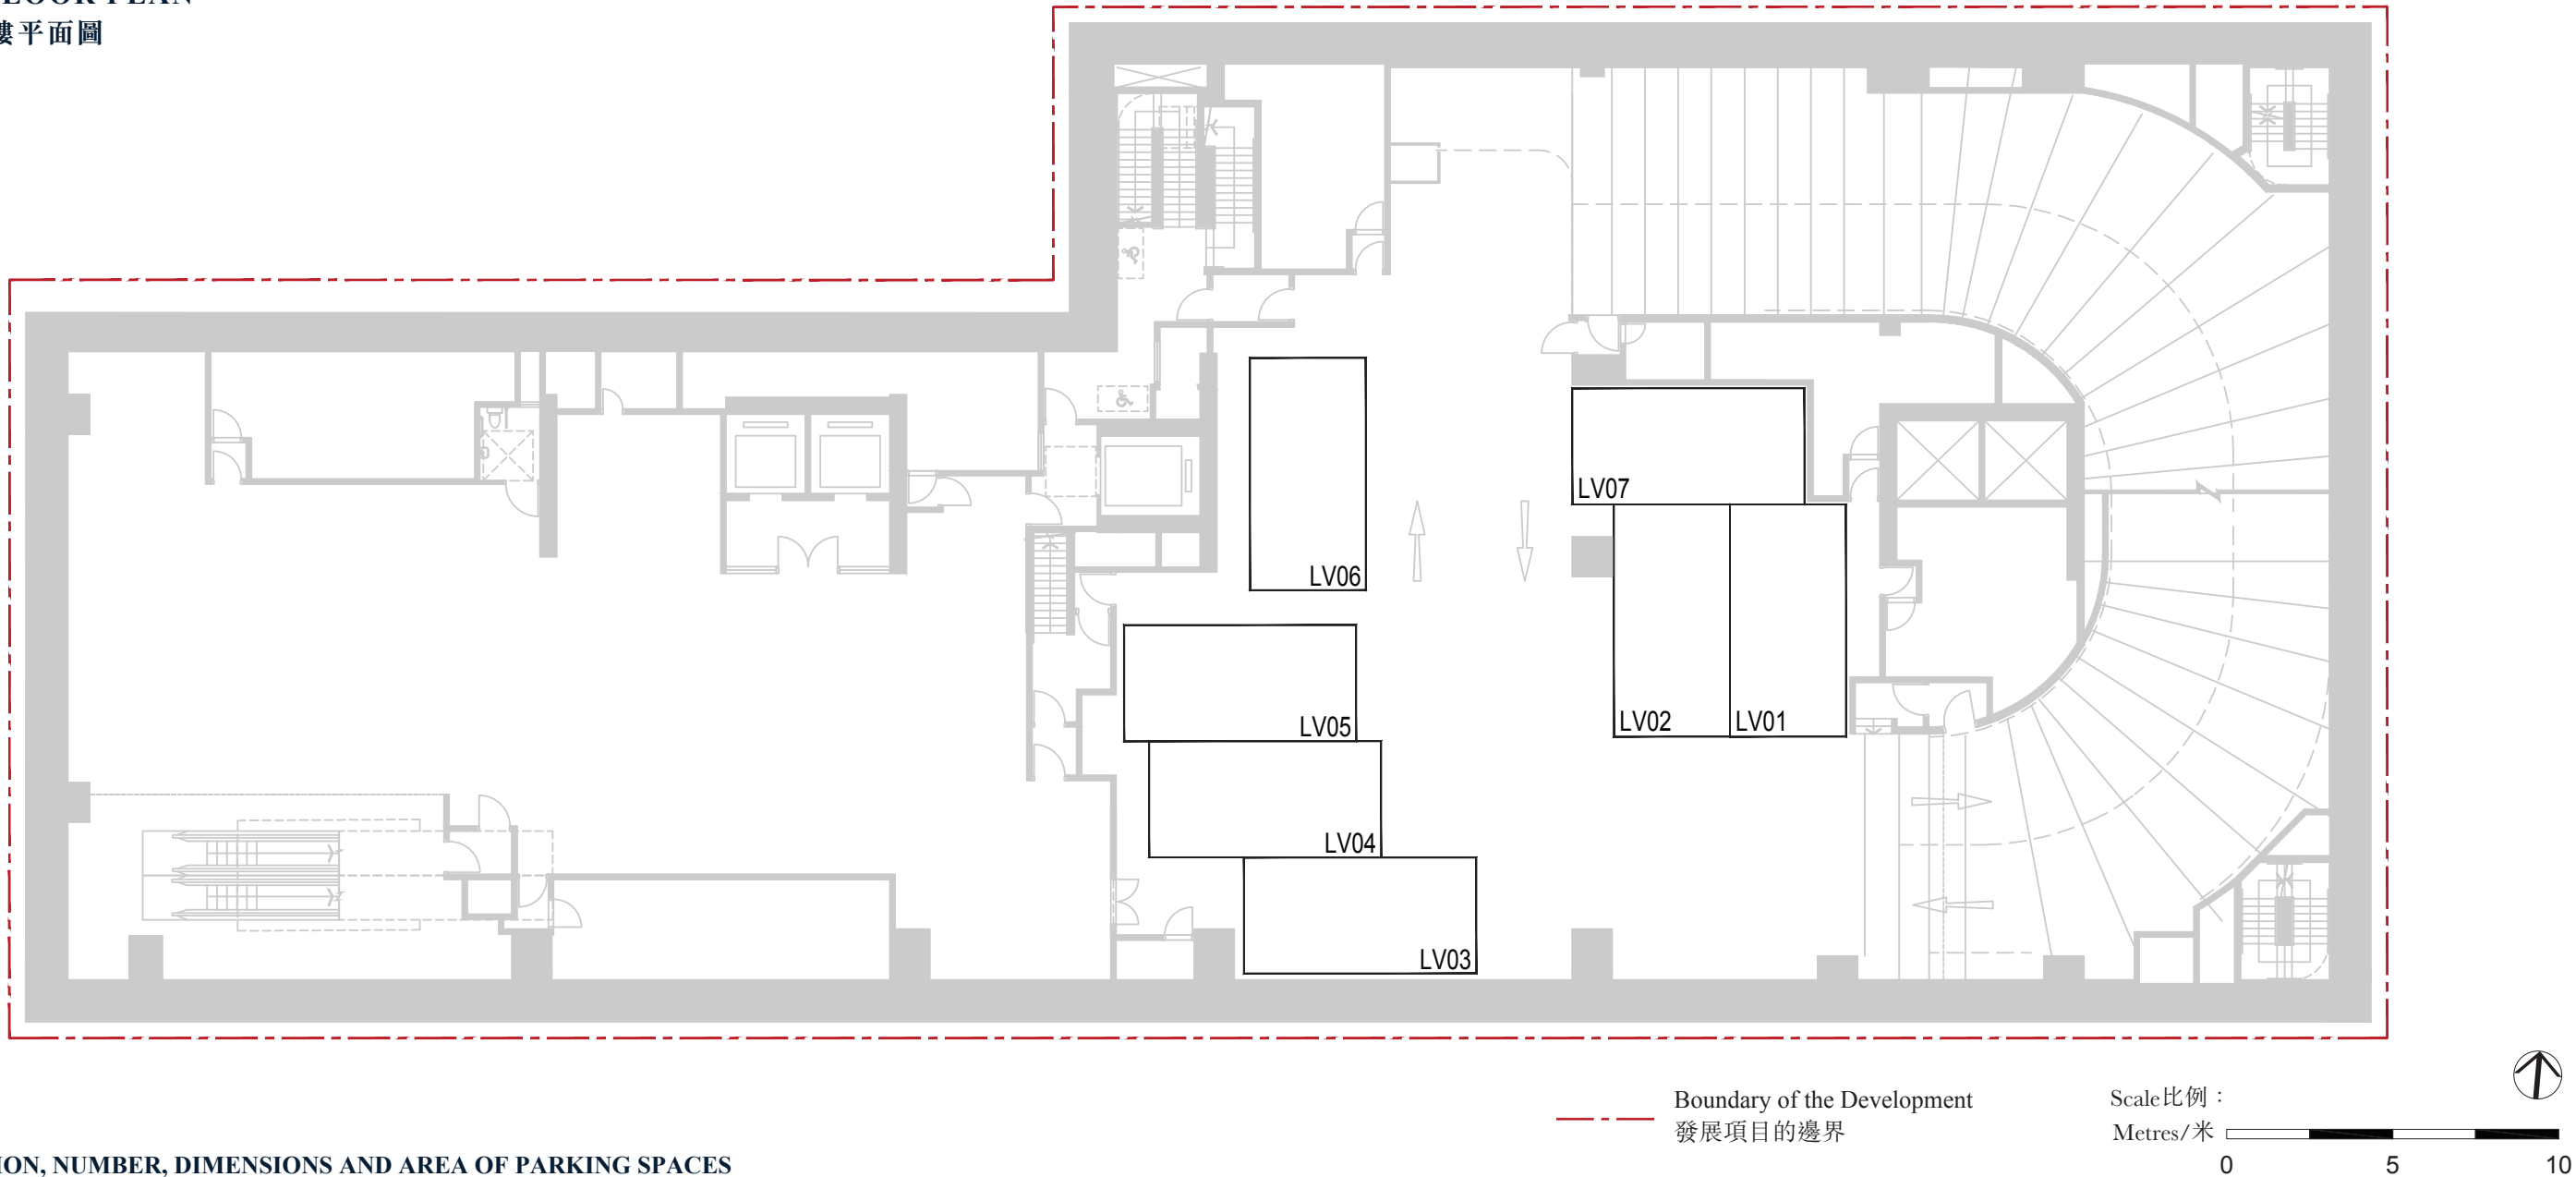 樓平面圖
LV07
LV06
LV05
LV02
LV01
LV04
LV03
Boundary of the Development
發展項目的邊界
Scale比例：
Metres/米
0 5 10
NUMBER, DIMENSIONS AND AREA OF PARKING SPACES